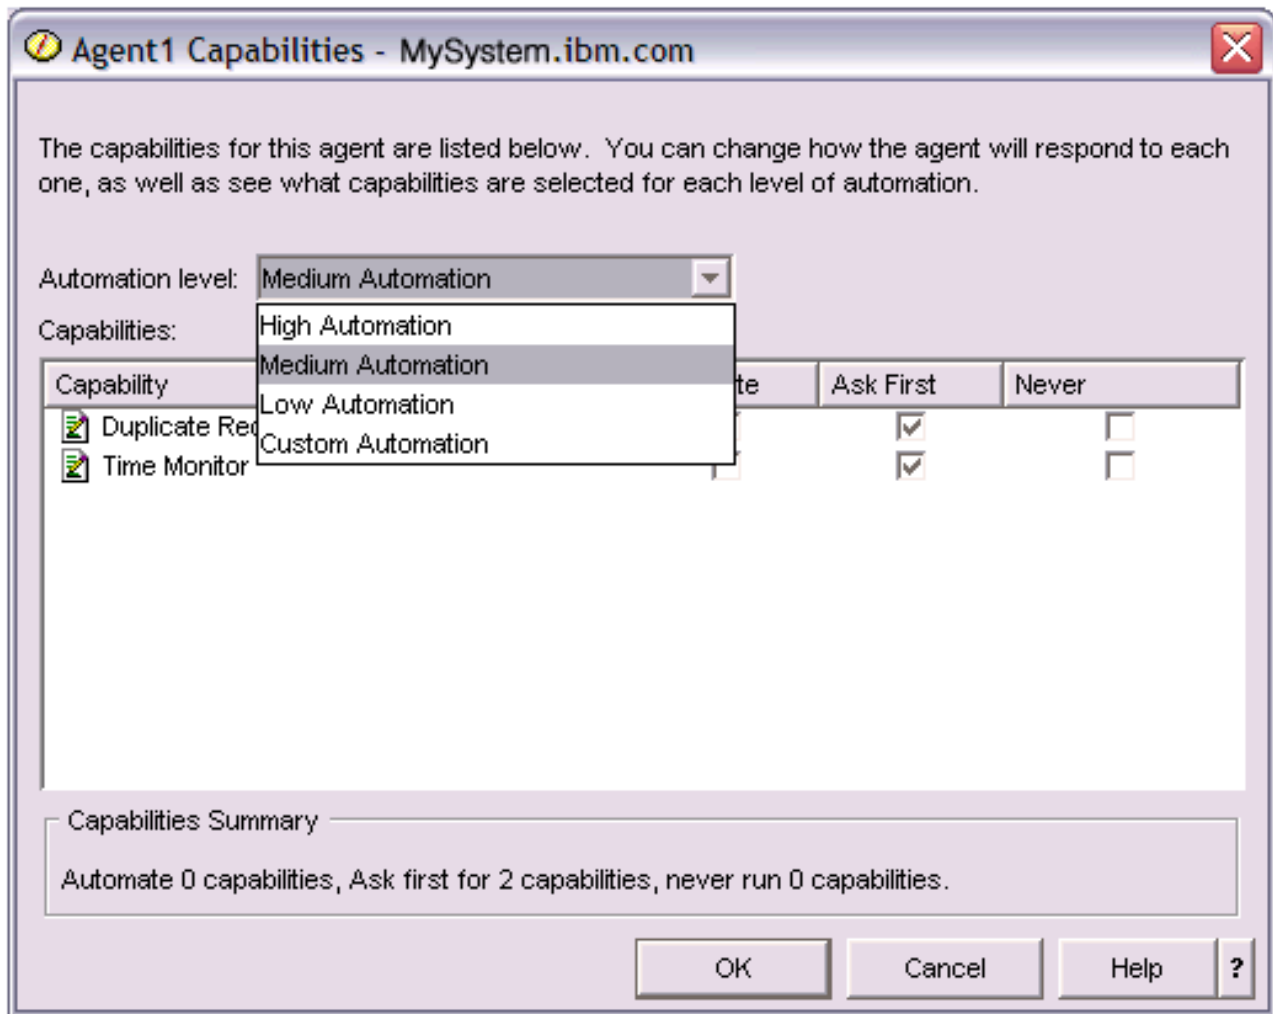 Agent1 Capabilities - MySystem.ibm.com
The capabilities for this agent are listed below. You can change how the agent will respond to each
one, as well as see what capabilities are selected for each level of automation.
Automation level: Medium Automation
High Automation
Medium Automation
Low Automation
Custom Automation
Capabilities:
Capability te Ask First Never
Duplicate Rec
Time Monitor
Capabilities Summary
Automate 0 capabilities, Ask first for 2 capabilities, never run 0 capabilities.
OK Cancel Help ?